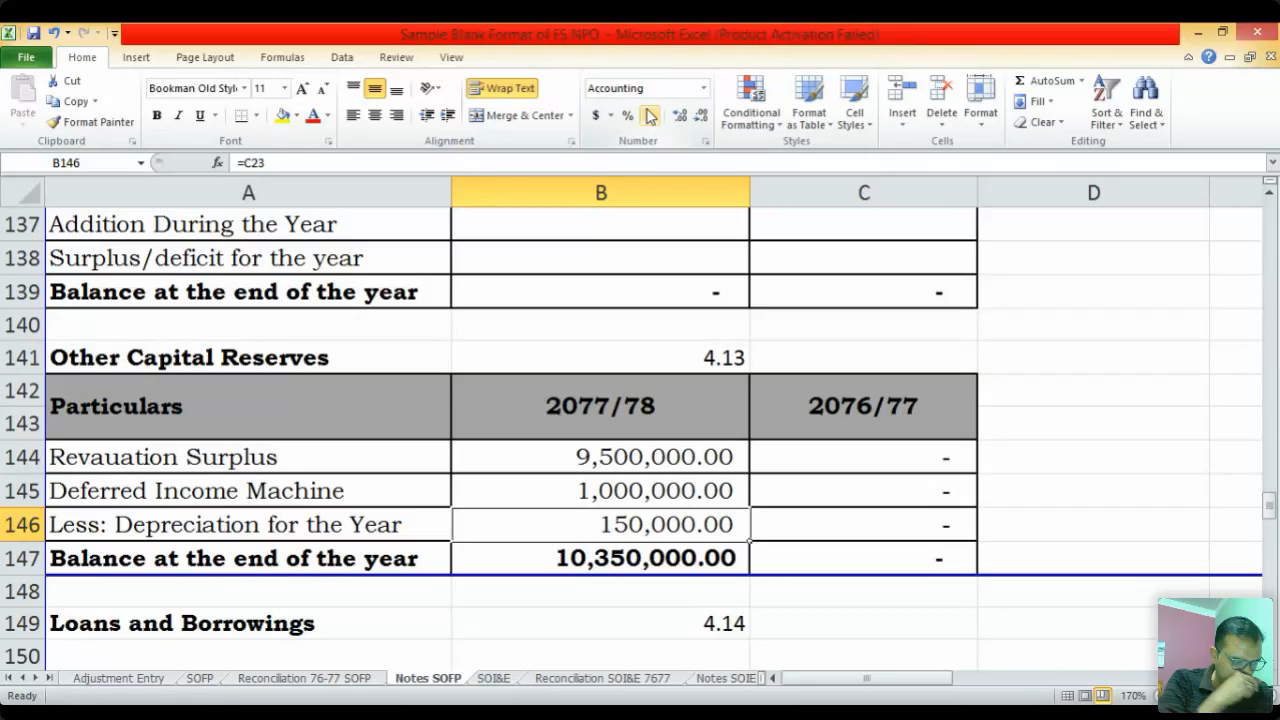 Sample Blank Format of FS NPO - Microsoft Excel (Product Activation Failed)
File Home Insert Page Layout Formulas Data Review View
Cut
Copy
Format Painter
Paste
Clipboard
Bookman Old Styl 11
B I U
Font
Wrap Text
Merge & Center
Alignment
Accounting
$ %
Number
Conditional Formatting
Format as Table
Cell Styles
Styles
Insert
Delete
Format
Cells
Σ AutoSum
Fill
Clear
Sort & Filter
Find & Select
Editing
B146 fx =C23
A B C D
137 Addition During the Year
138 Surplus/deficit for the year
139 Balance at the end of the year - -
140
141 Other Capital Reserves 4.13
142
Particulars 2077/78 2076/77
143
144 Revauation Surplus 9,500,000.00 -
145 Deferred Income Machine 1,000,000.00 -
146 Less: Depreciation for the Year 150,000.00 -
147 Balance at the end of the year 10,350,000.00 -
148
149 Loans and Borrowings 4.14
150
Adjustment Entry SOFP Reconciliation 76-77 SOFP Notes SOFP SOI&E Reconciliation SOI&E 7677 Notes SOIE
Ready 170%